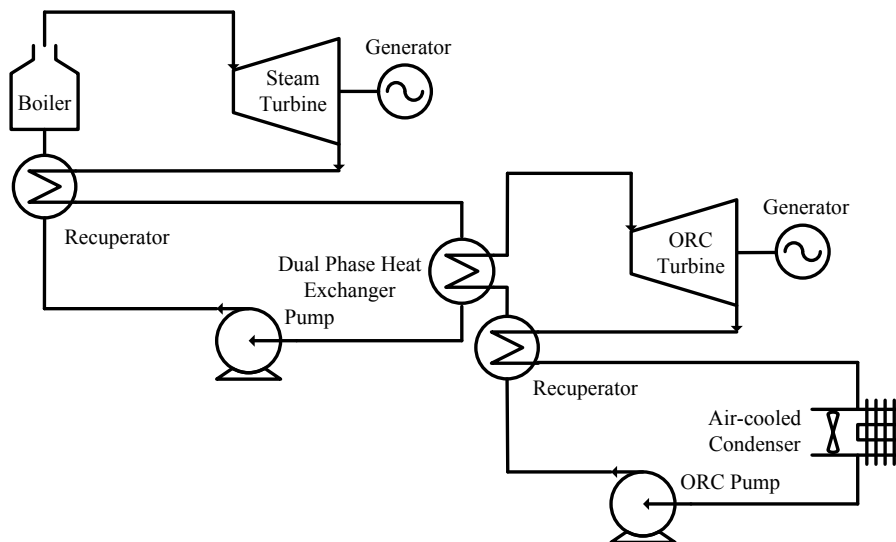 Generator
Steam
Turbine
Boiler
Recuperator
Generator
ORC
Turbine
Dual Phase Heat
Exchanger
Pump
Recuperator
Air-cooled
Condenser
ORC Pump